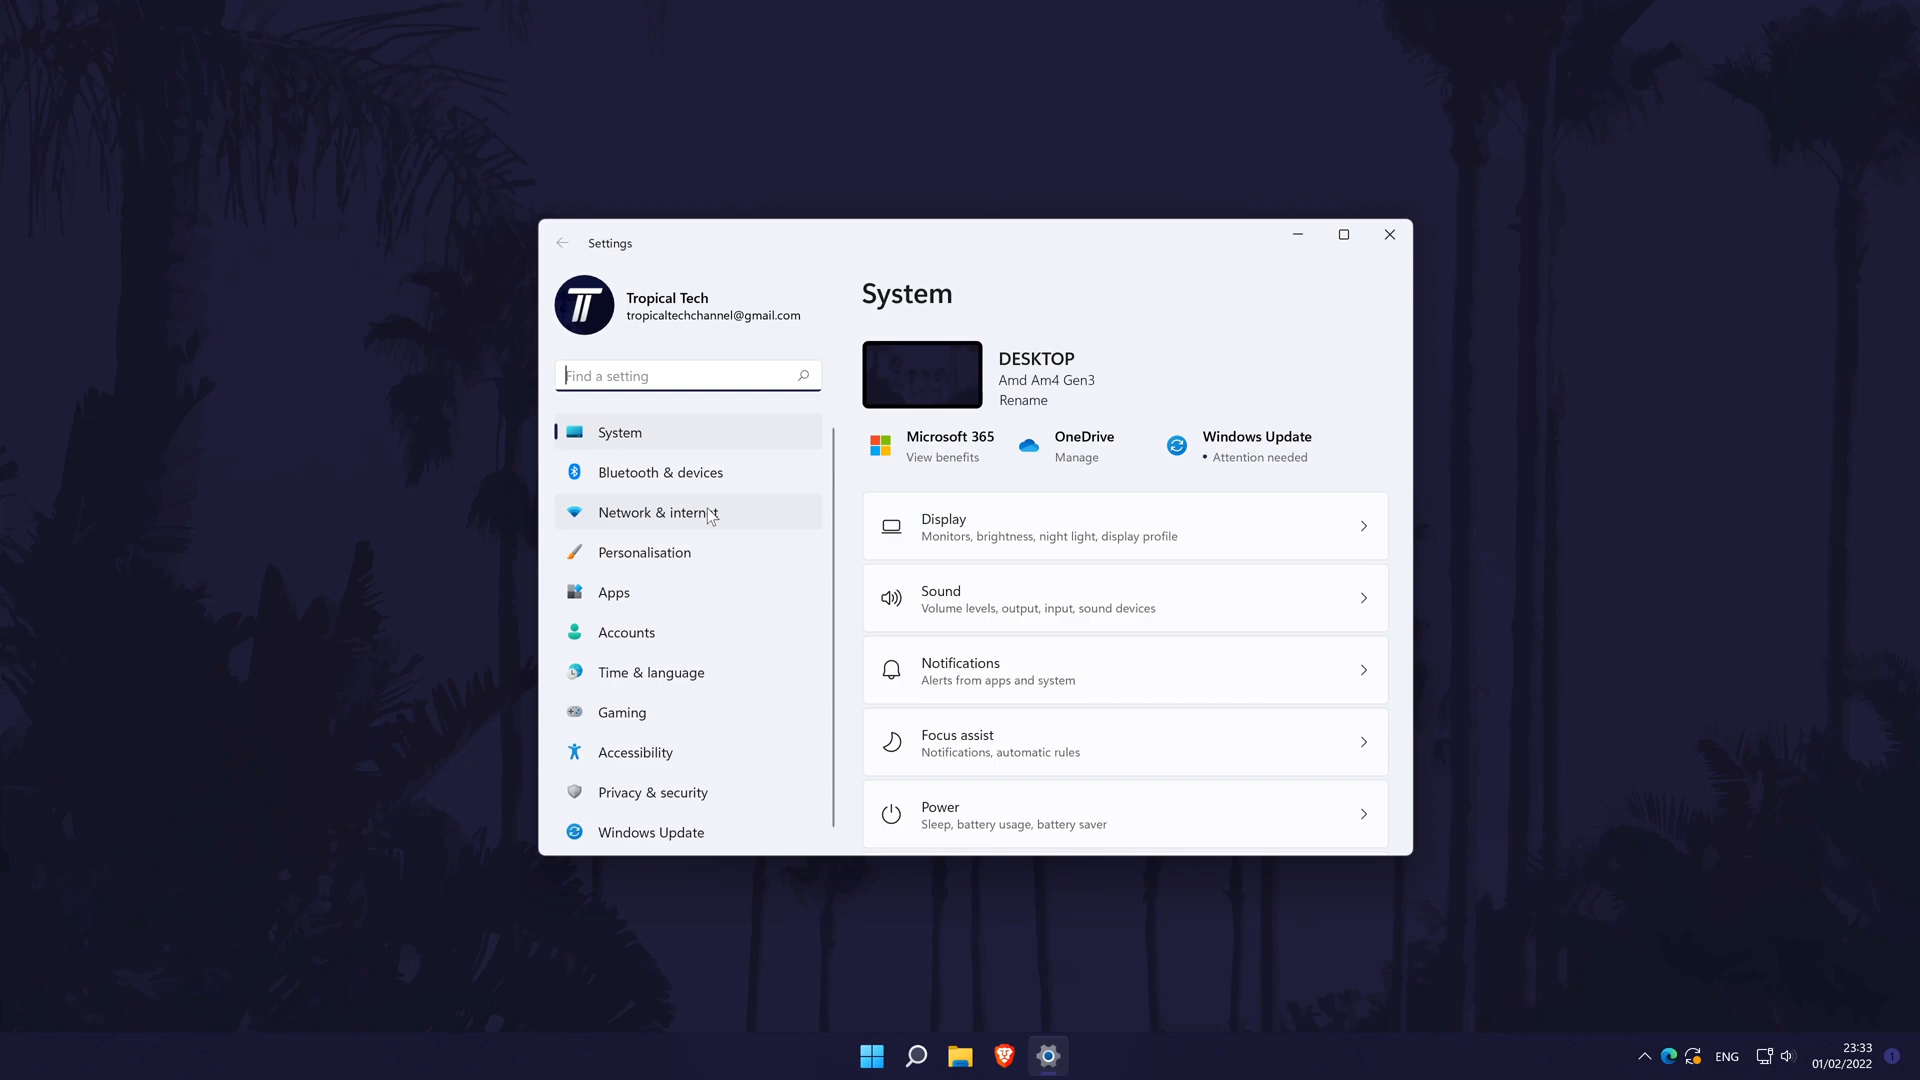 Settings
Tropical Tech
tropicaltechchannel@gmail.com
Find a setting
System
Bluetooth & devices
Network & internet
Personalisation
Apps
Accounts
Time & language
Gaming
Accessibility
Privacy & security
Windows Update
System
DESKTOP
Amd Am4 Gen3
Rename
Microsoft 365
View benefits
OneDrive
Manage
Windows Update
• Attention needed
Display
Monitors, brightness, night light, display profile
Sound
Volume levels, output, input, sound devices
Notifications
Alerts from apps and system
Focus assist
Notifications, automatic rules
Power
Sleep, battery usage, battery saver
ENG
23:33
01/02/2022
1